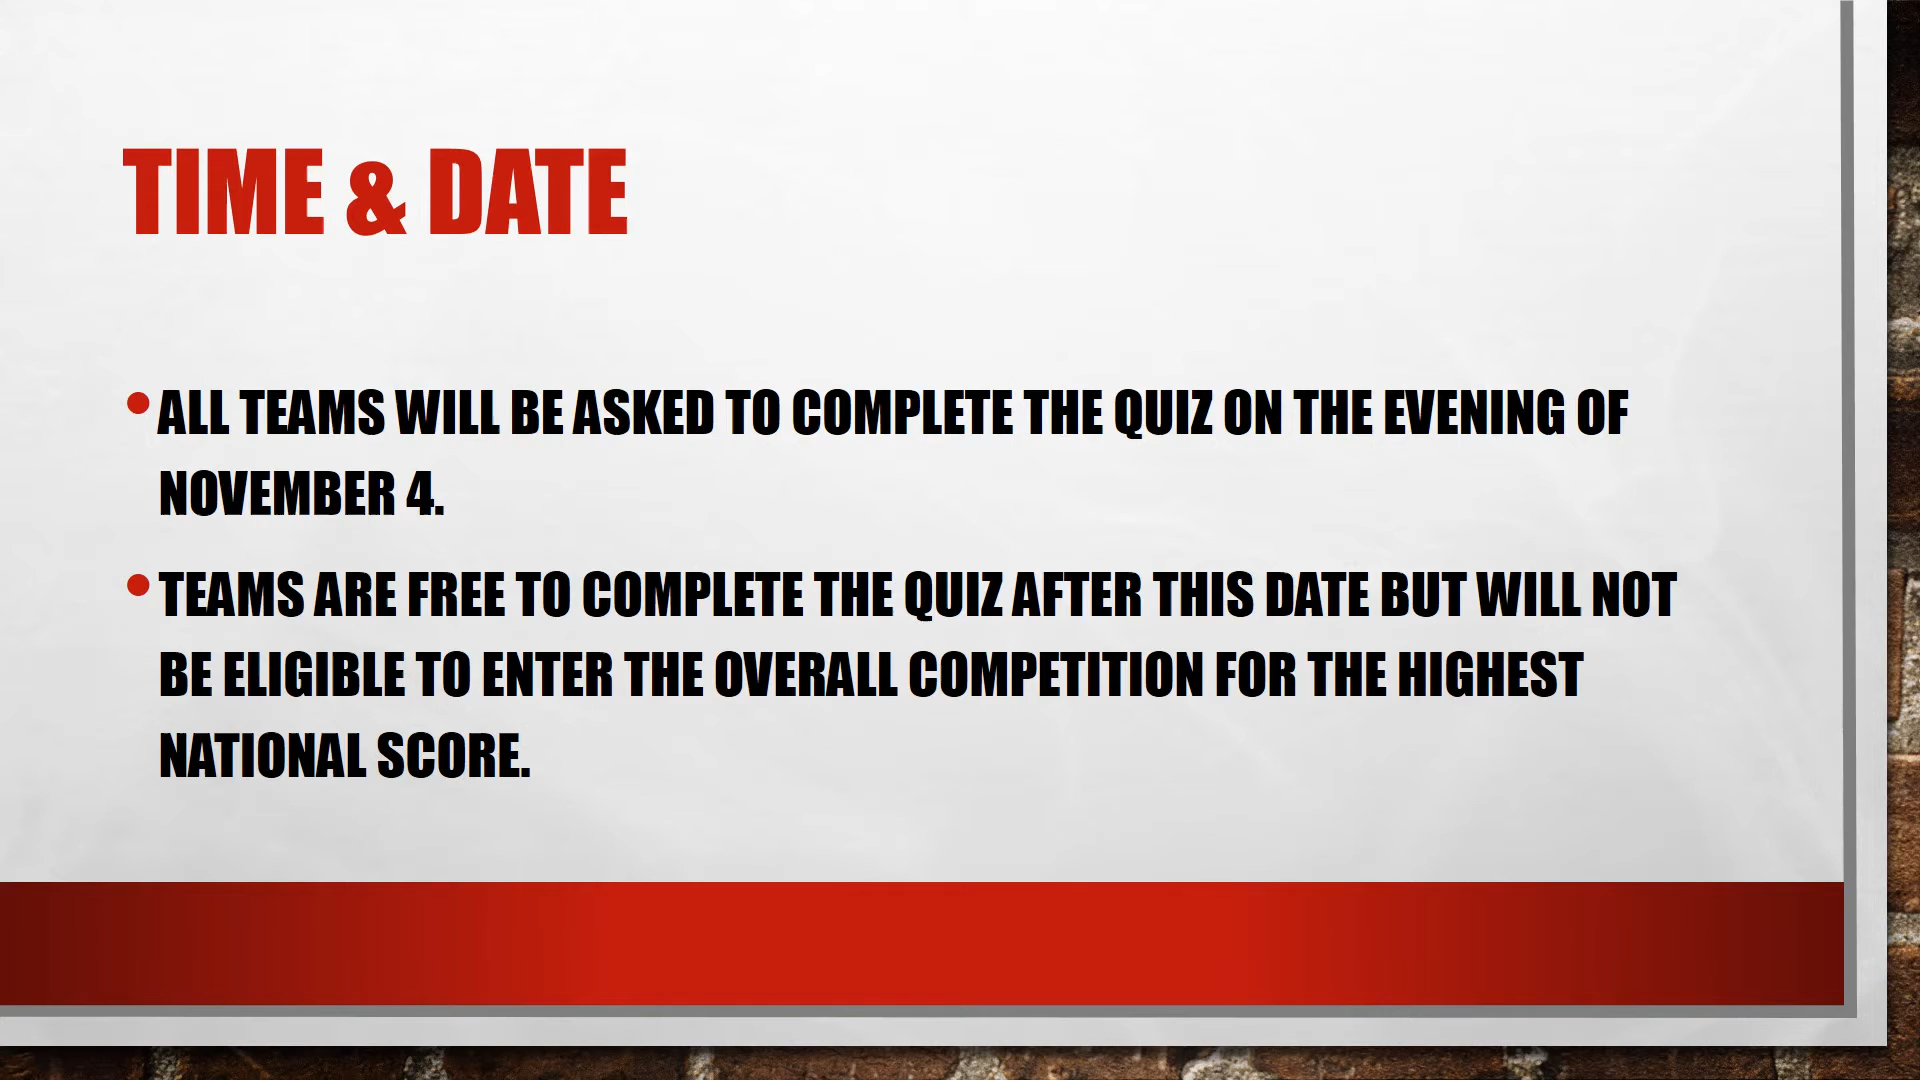 TIME & DATE
• ALL TEAMS WILL BE ASKED TO COMPLETE THE QUIZ ON THE EVENING OF
NOVEMBER 4.
• TEAMS ARE FREE TO COMPLETE THE QUIZ AFTER THIS DATE BUT WILL NOT
BE ELIGIBLE TO ENTER THE OVERALL COMPETITION FOR THE HIGHEST
NATIONAL SCORE.